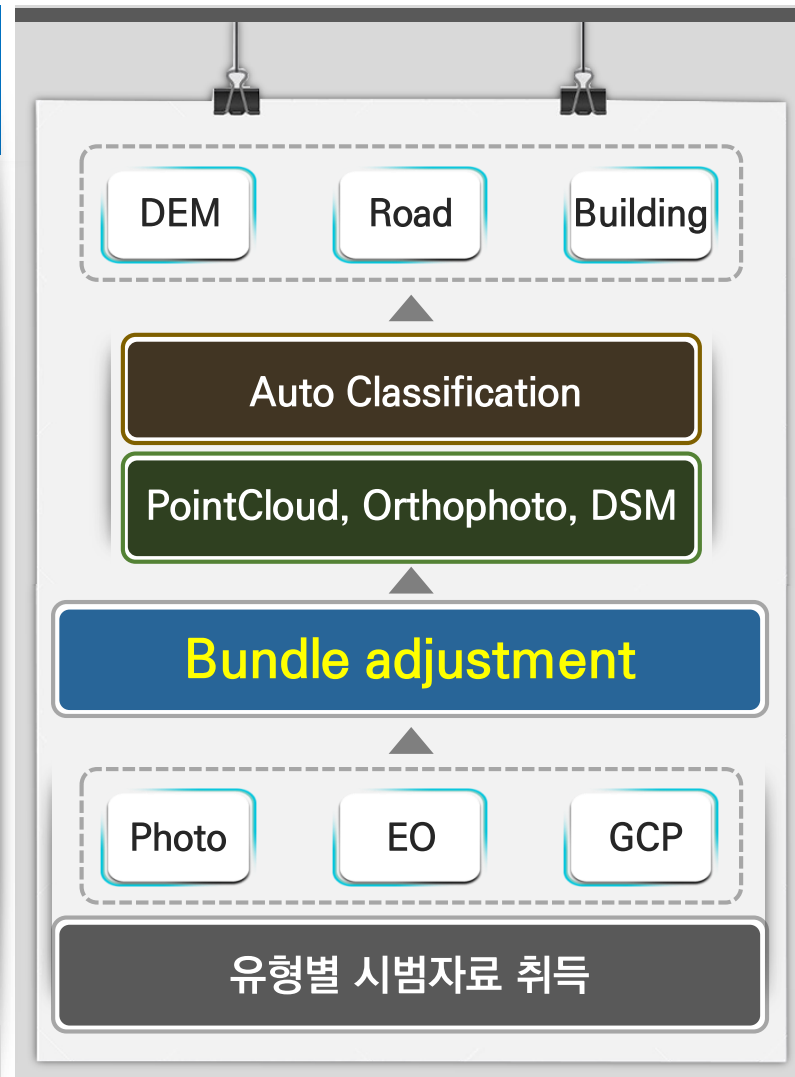 DEM Road Building
Auto Classification
PointCloud, Orthophoto, DSM
Bundle adjustment
Photo EO GCP
유형별 시범자료 취득